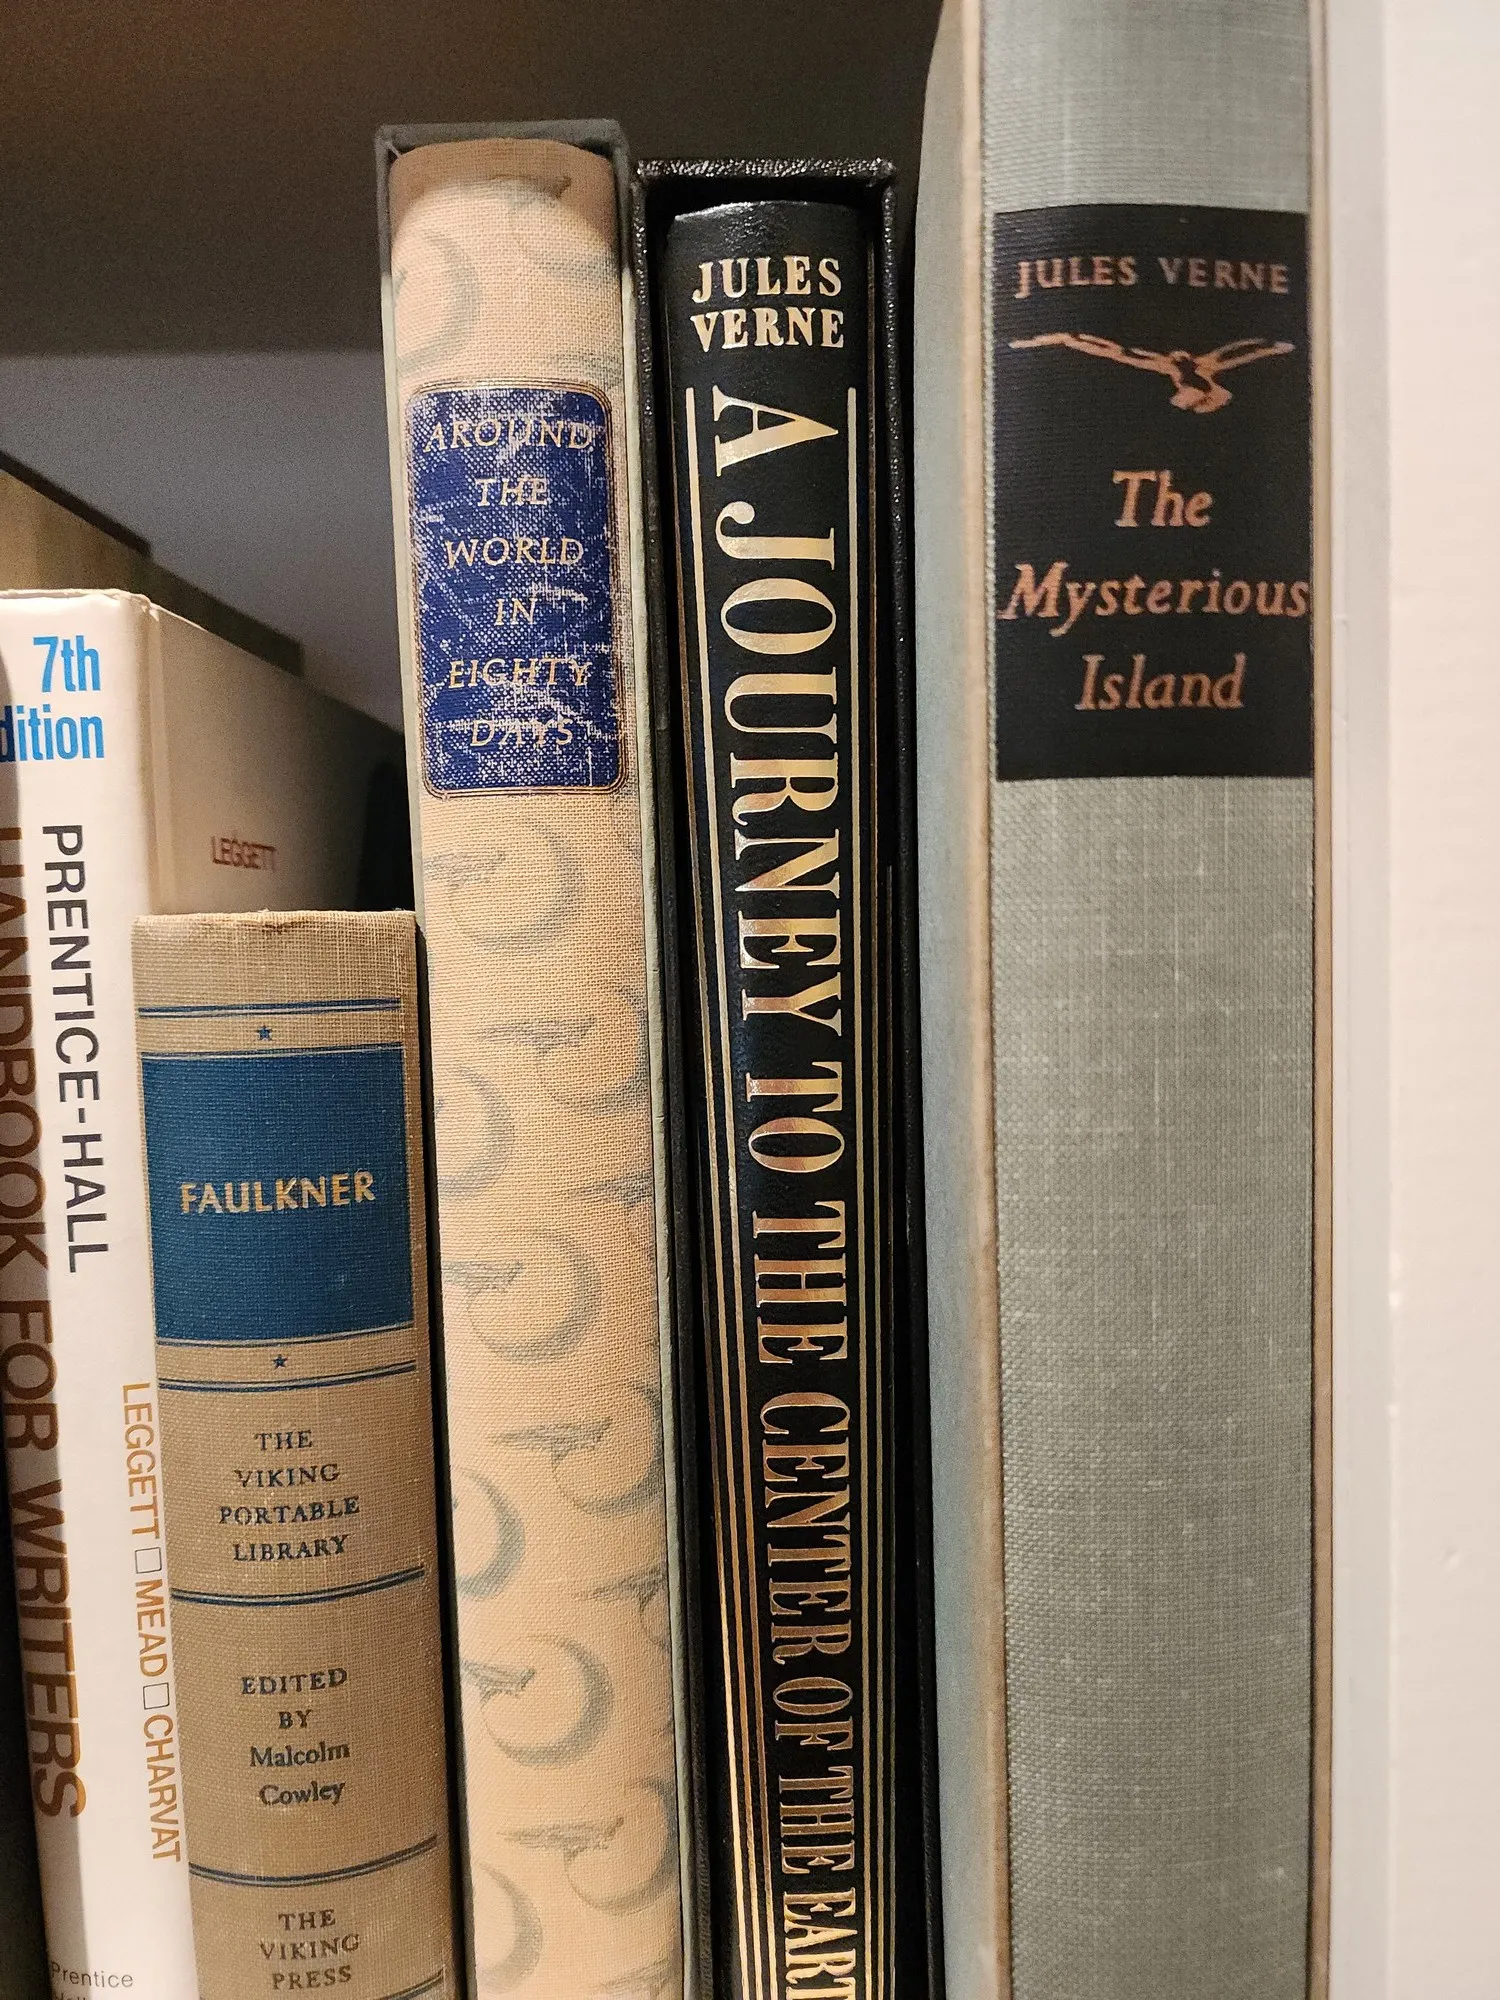 7th
dition
PRENTICE-HALL
HANDBOOK FOR WRITERS
LEGGETT □ MEAD □ CHARVAT
Prentice
LEGGETT
FAULKNER
THE
VIKING
PORTABLE
LIBRARY
EDITED
BY
Malcolm
Cowley
THE
VIKING
PRESS
AROUND
THE
WORLD
IN
EIGHTY
DAYS
JULES
VERNE
A JOURNEY TO THE CENTER OF THE EART
JULES VERNE
The
Mysterious
Island